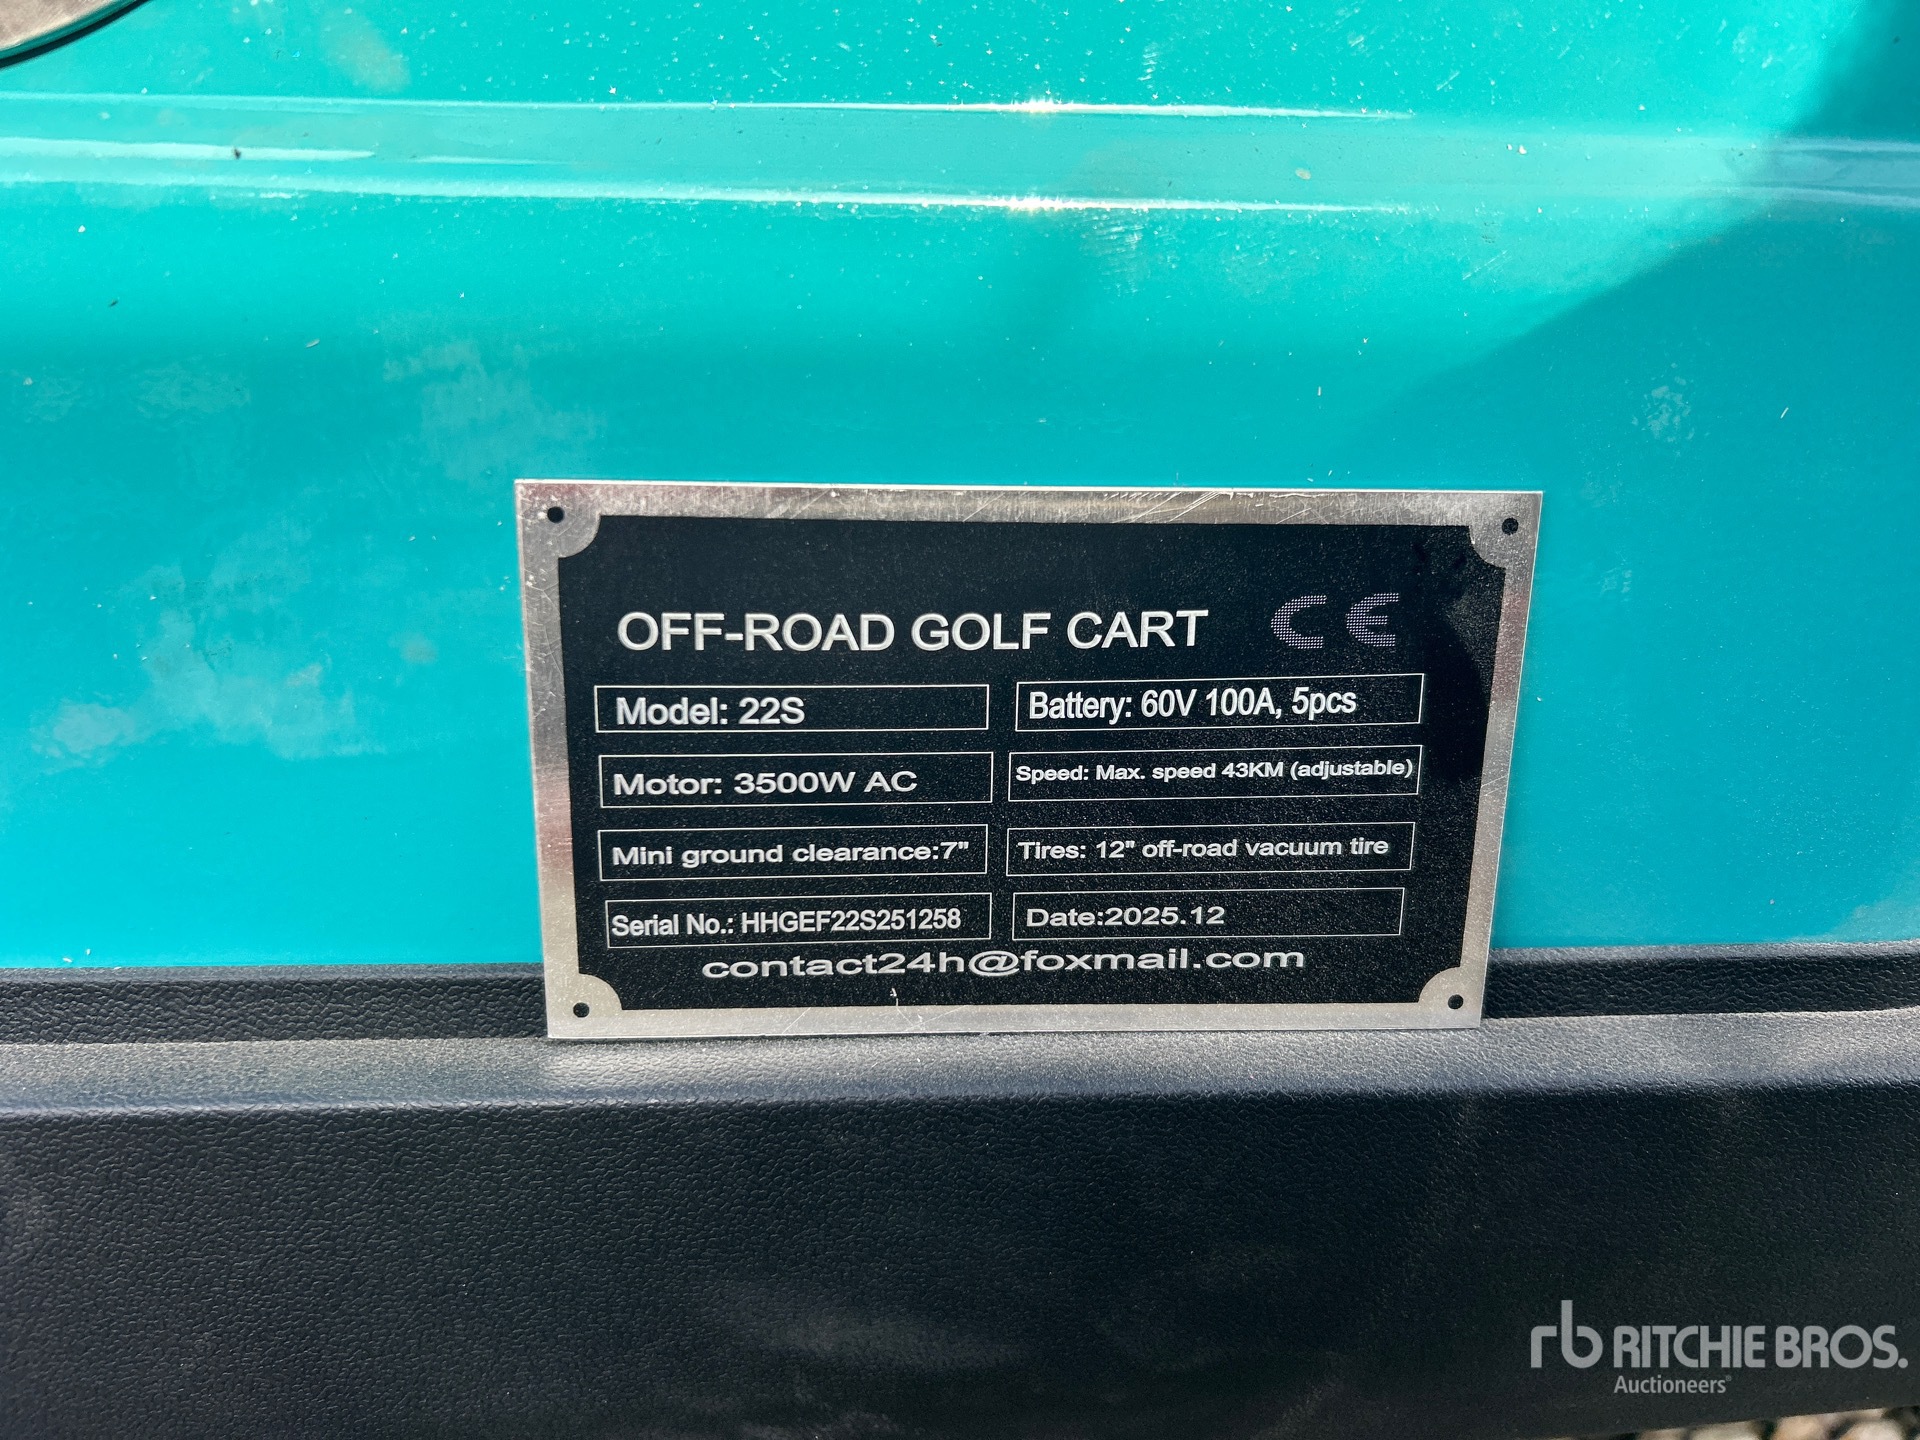 OFF-ROAD GOLF CART CE
Model: 22S
Battery: 60V 100A, 5pcs
Motor: 3500W AC
Speed: Max. speed 43KM (adjustable)
Mini ground clearance:7"
Tires: 12" off-road vacuum tire
Serial No.: HHGEF22S251258
Date:2025.12
contact24h@foxmail.com
rb RITCHIE BROS.
Auctioneers